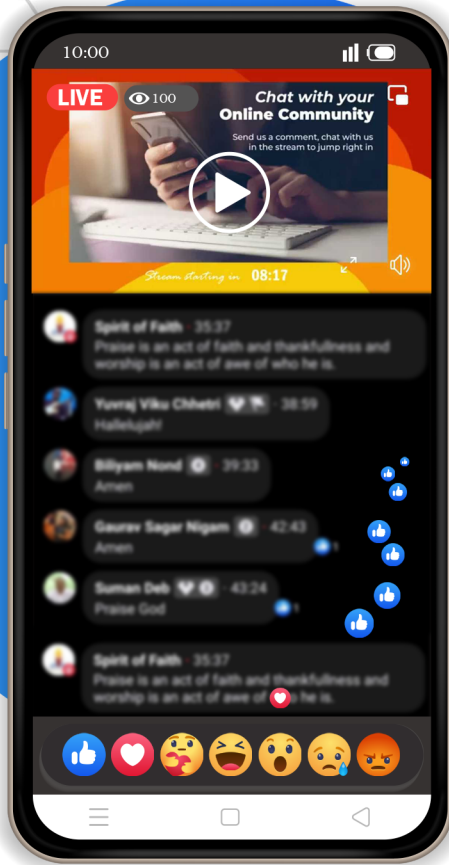 10:00
LIVE
100
Chat with your
Online Community
Send us a comment, chat with us
in the stream to jump right in
Stream starting in 08:17
Spirit of Faith · 35:37
Praise is an act of faith and thankfullness and
worship is an act of awe of who he is.
Yuvraj Viku Chhetri · 38:59
Hallelujah!
Biliyam Nond · 39:33
Amen
Gaurav Sagar Nigam · 42:43
Amen
1
Suman Deb · 43:24
Praise God
1
Spirit of Faith · 35:37
Praise is an act of faith and thankfullness and
worship is an act of awe of who he is.